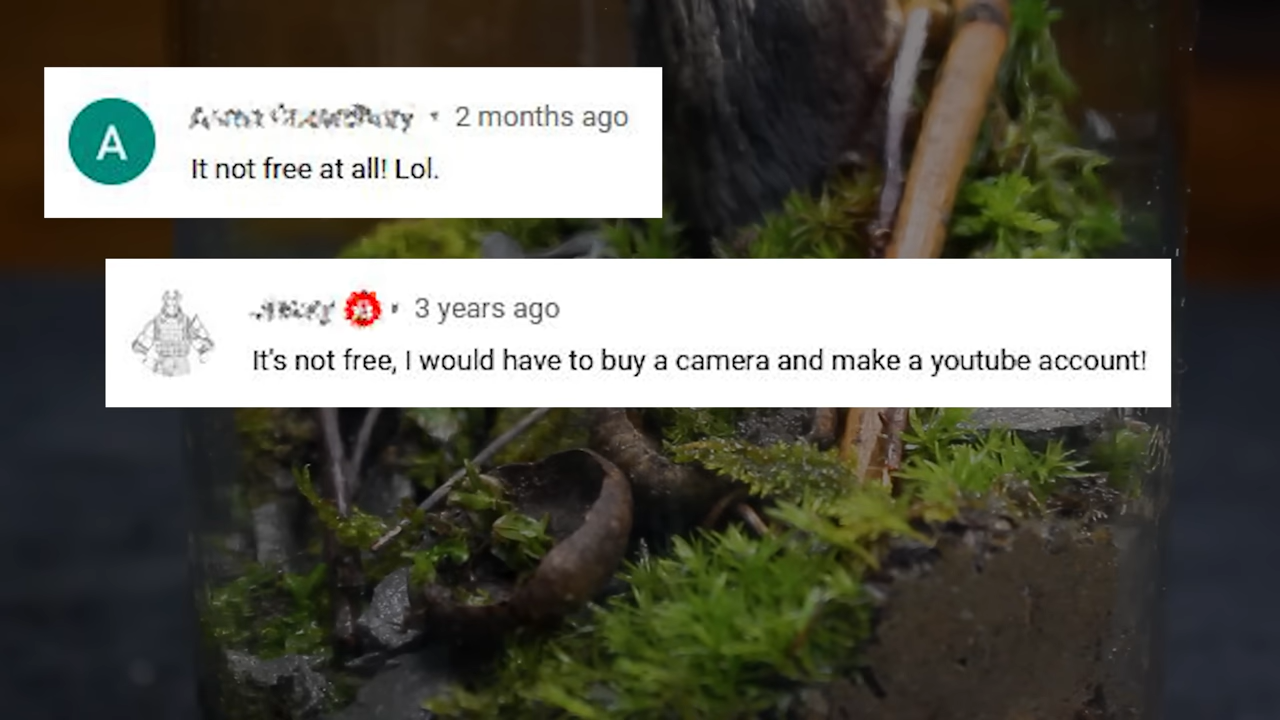 A
2 months ago
It not free at all! Lol.
3 years ago
It's not free, I would have to buy a camera and make a youtube account!